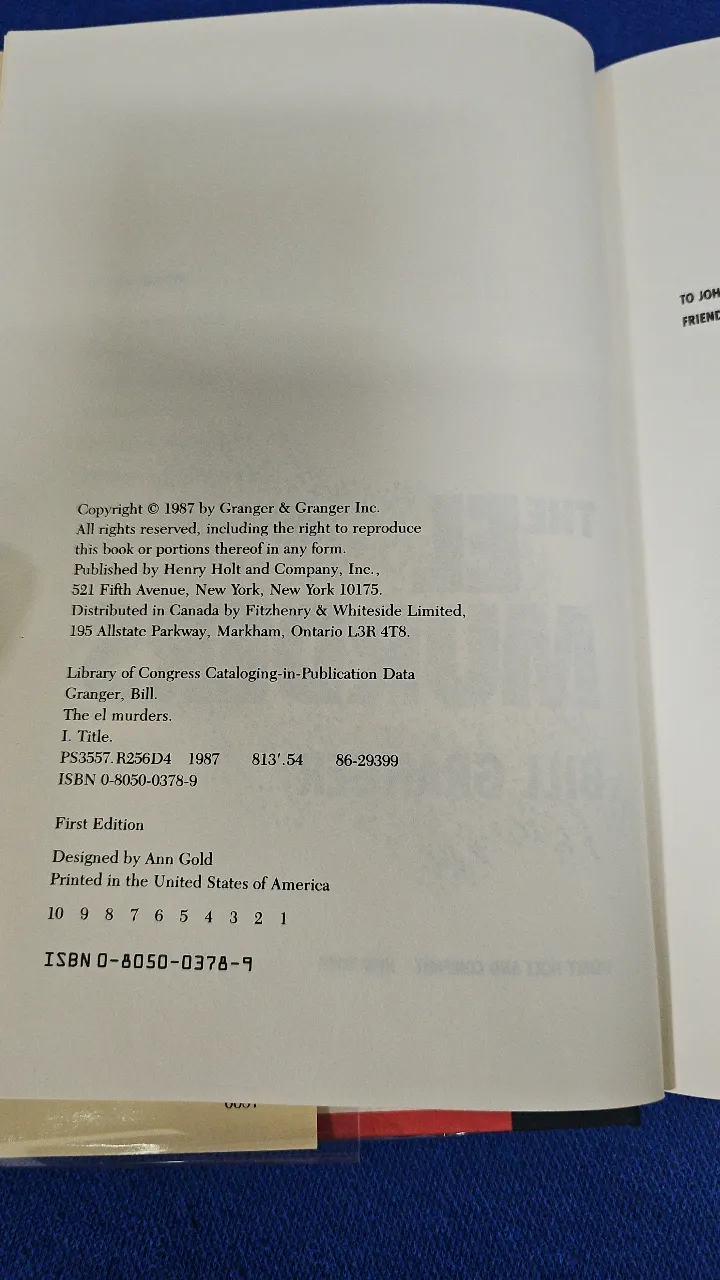 Copyright © 1987 by Granger & Granger Inc.
All rights reserved, including the right to reproduce
this book or portions thereof in any form.
Published by Henry Holt and Company, Inc.,
521 Fifth Avenue, New York, New York 10175.
Distributed in Canada by Fitzhenry & Whiteside Limited,
195 Allstate Parkway, Markham, Ontario L3R 4T8.
Library of Congress Cataloging-in-Publication Data
Granger, Bill.
The el murders.
I. Title.
PS3557.R256D4 1987 813'.54 86-29399
ISBN 0-8050-0378-9
First Edition
Designed by Ann Gold
Printed in the United States of America
10 9 8 7 6 5 4 3 2 1
ISBN 0-8050-0378-9
TO JOH
FRIEND